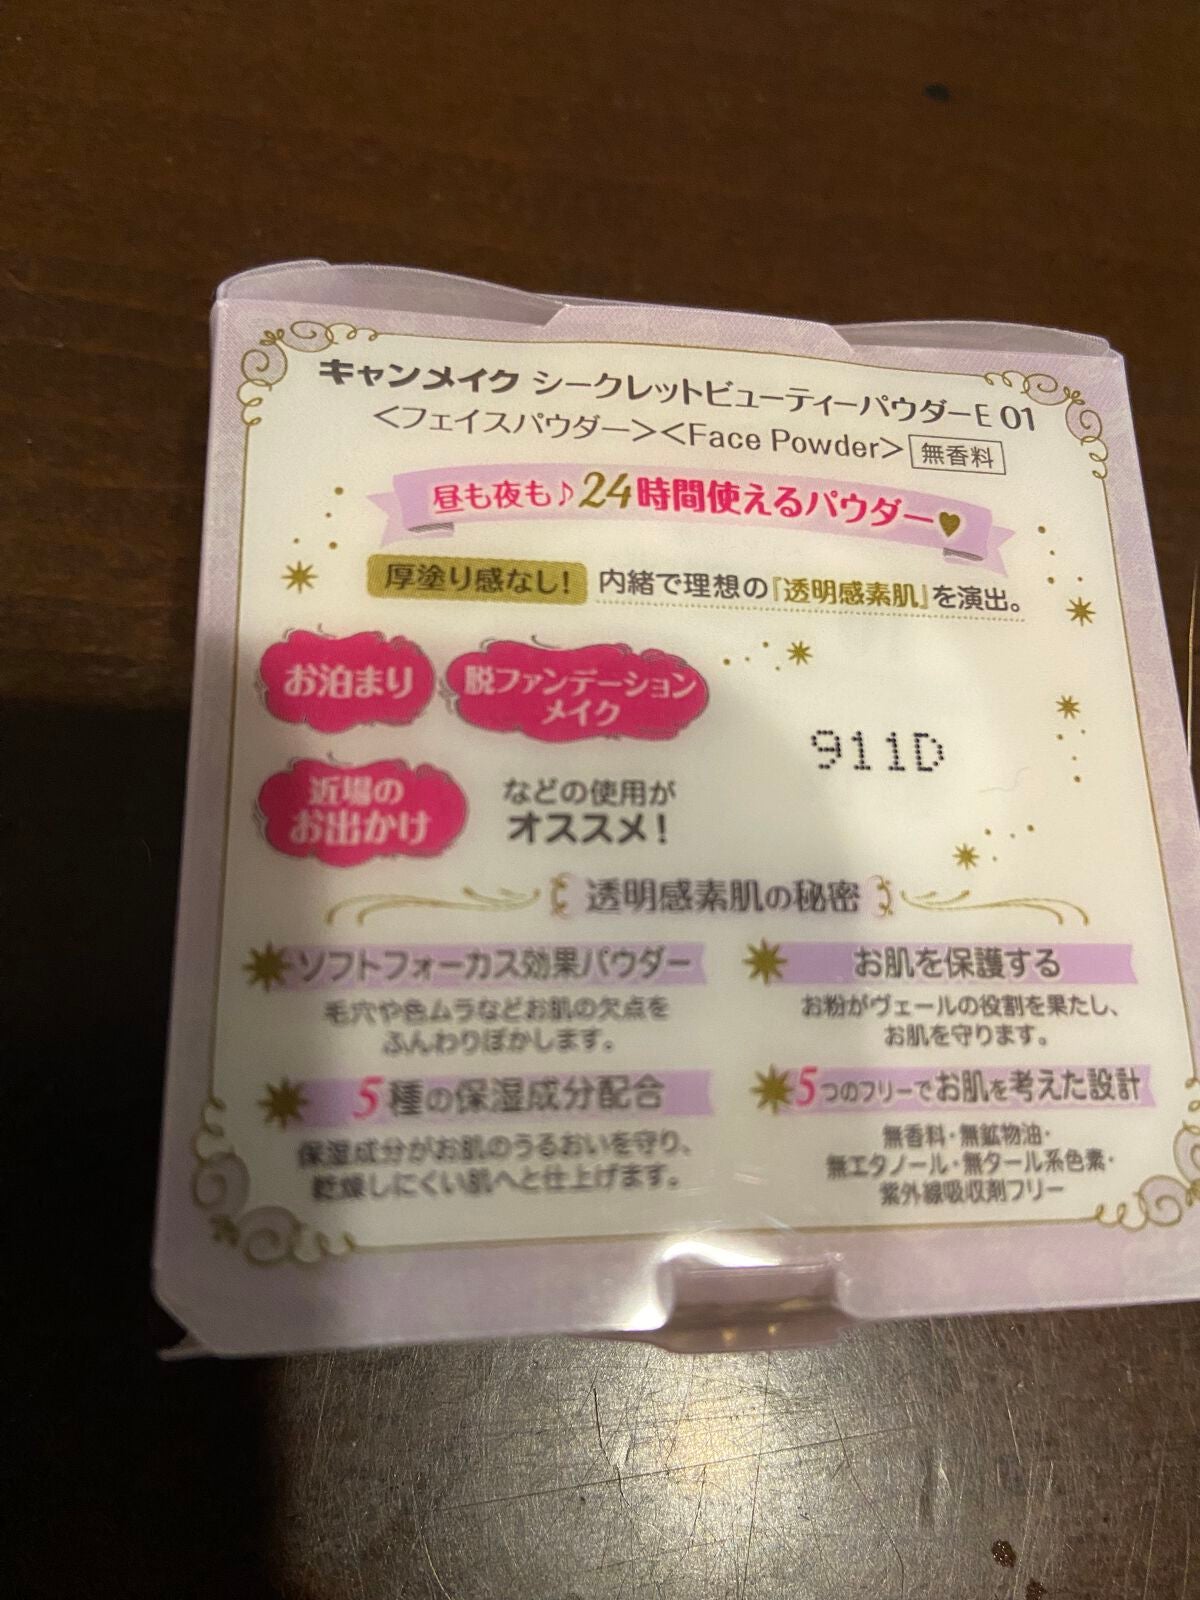 キャンメイク シークレットビューティーパウダーE 01
<フェイスパウダー><Face Powder> 無香料
昼も夜も♪24時間使えるパウダー♥
厚塗り感なし! 内緒で理想の『透明感素肌』を演出。
お泊まり
脱ファンデーション
メイク
近場の
お出かけ
などの使用が
オススメ!
911D
透明感素肌の秘密
ソフトフォーカス効果パウダー
毛穴や色ムラなどお肌の欠点を
ふんわりぼかします。
お肌を保護する
お粉がヴェールの役割を果たし、
お肌を守ります。
5種の保湿成分配合
保湿成分がお肌のうるおいを守り、
乾燥しにくい肌へと仕上げます。
5つのフリーでお肌を考えた設計
無香料・無鉱物油・
無エタノール・無タール系色素・
紫外線吸収剤フリー